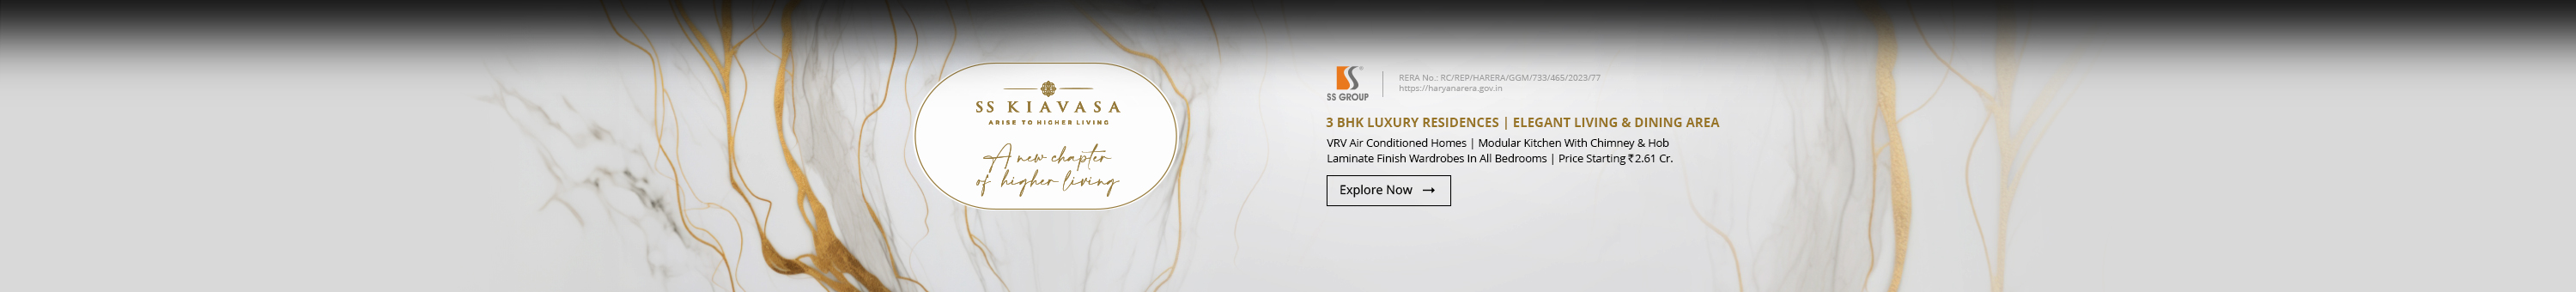 SS KIAVASA
ARISE TO HIGHER LIVING
A new chapter
of higher living
SS GROUP
RERA No.: RC/REP/HARERA/GGM/733/465/2023/77
https://haryanarera.gov.in
3 BHK LUXURY RESIDENCES | ELEGANT LIVING & DINING AREA
VRV Air Conditioned Homes | Modular Kitchen With Chimney & Hob
Laminate Finish Wardrobes In All Bedrooms | Price Starting ₹2.61 Cr.
Explore Now →